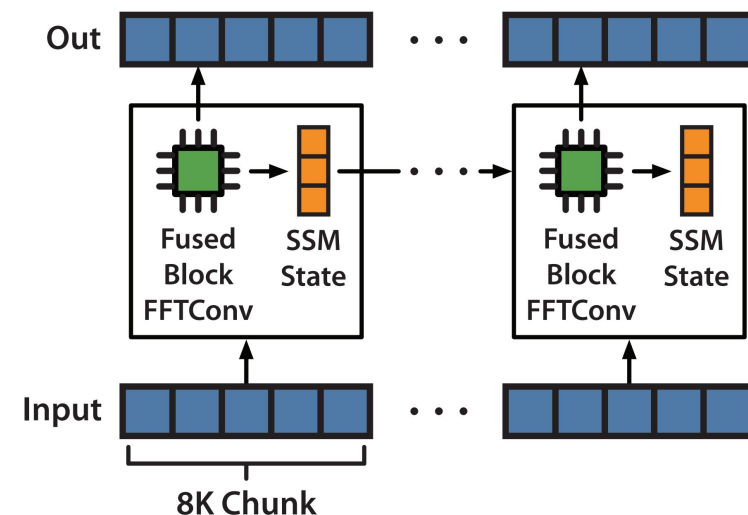 Out
Fused
Block
FFTConv
SSM
State
Fused
Block
FFTConv
SSM
State
Input
8K Chunk